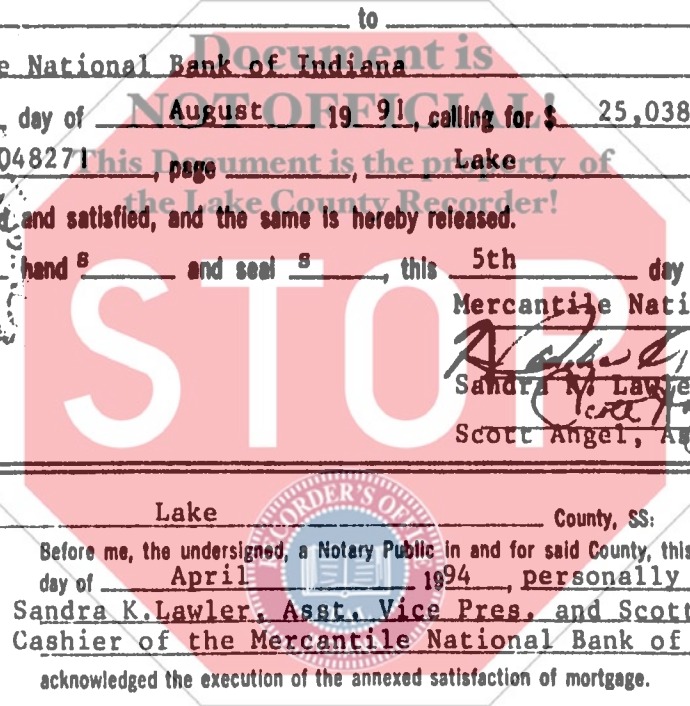 to
Document is
e National Bank of Indiana
NOT OFFICIAL!
day of August 19 91, calling for $ 25,038
This Document is the property of
048271, page , Lake
the Lake County Recorder!
and satisfied, and the same is hereby released.
hand s and seal s, this 5th day
STOP
Mercantile Nati
Sandra K. Lawle
Scott Angel, A
RECORDER'S OF
Lake County, SS:
Before me, the undersigned, a Notary Public in and for said County, this
day of April 1994, personally
Sandra K.Lawler, Asst. Vice Pres. and Scott
Cashier of the Mercantile National Bank of
acknowledged the execution of the annexed satisfaction of mortgage.